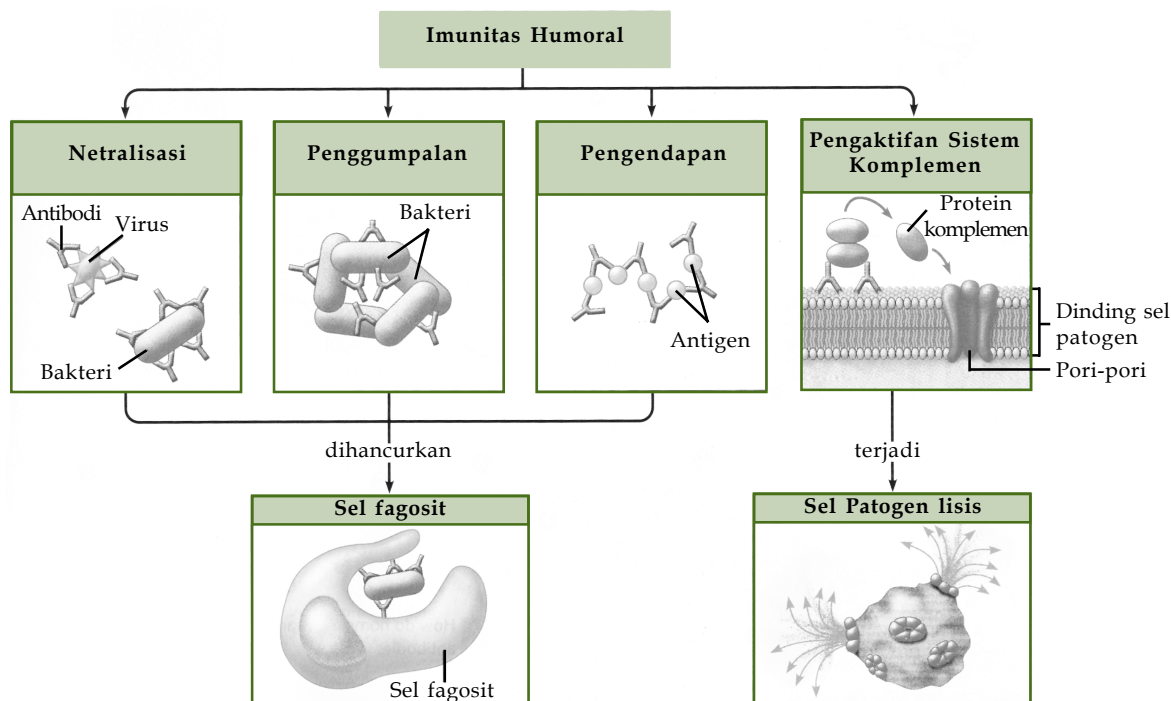 Imunitas Humoral
Netralisasi
Antibodi
Virus
Bakteri
Penggumpalan
Bakteri
Pengendapan
Antigen
Pengaktifan Sistem
Komplemen
Protein
komplemen
Dinding sel
patogen
Pori-pori
dihancurkan
terjadi
Sel fagosit
Sel fagosit
Sel Patogen lisis